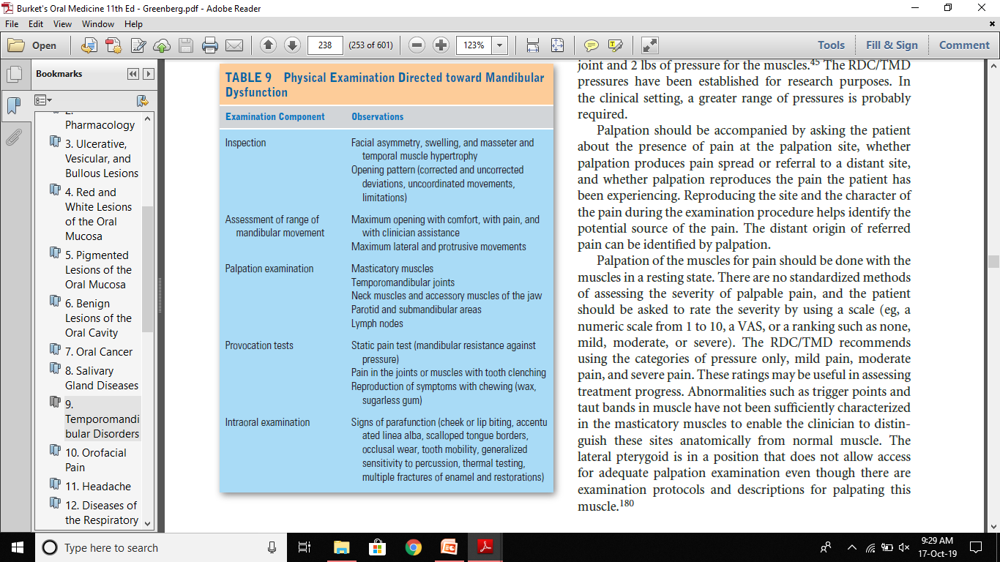 Burket's Oral Medicine 11th Ed - Greenberg.pdf - Adobe Reader
File Edit View Window Help
Open
238 (253 of 601)
123%
Tools Fill & Sign Comment
Bookmarks
Pharmacology
3. Ulcerative,
Vesicular, and
Bullous Lesions
4. Red and
White Lesions
of the Oral
Mucosa
5. Pigmented
Lesions of the
Oral Mucosa
6. Benign
Lesions of the
Oral Cavity
7. Oral Cancer
8. Salivary
Gland Diseases
9.
Temporomandi
bular Disorders
10. Orofacial
Pain
11. Headache
12. Diseases of
the Respiratory
TABLE 9 Physical Examination Directed toward Mandibular
Dysfunction
Examination Component Observations
Inspection Facial asymmetry, swelling, and masseter and
temporal muscle hypertrophy
Opening pattern (corrected and uncorrected
deviations, uncoordinated movements,
limitations)
Assessment of range of Maximum opening with comfort, with pain, and
mandibular movement with clinician assistance
Maximum lateral and protrusive movements
Palpation examination Masticatory muscles
Temporomandibular joints
Neck muscles and accessory muscles of the jaw
Parotid and submandibular areas
Lymph nodes
Provocation tests Static pain test (mandibular resistance against
pressure)
Pain in the joints or muscles with tooth clenching
Reproduction of symptoms with chewing (wax,
sugarless gum)
Intraoral examination Signs of parafunction (cheek or lip biting, accentu
ated linea alba, scalloped tongue borders,
occlusal wear, tooth mobility, generalized
sensitivity to percussion, thermal testing,
multiple fractures of enamel and restorations)
joint and 2 lbs of pressure for the muscles.45 The RDC/TMD
pressures have been established for research purposes. In
the clinical setting, a greater range of pressures is probably
required.
Palpation should be accompanied by asking the patient
about the presence of pain at the palpation site, whether
palpation produces pain spread or referral to a distant site,
and whether palpation reproduces the pain the patient has
been experiencing. Reproducing the site and the character of
the pain during the examination procedure helps identify the
potential source of the pain. The distant origin of referred
pain can be identified by palpation.
Palpation of the muscles for pain should be done with the
muscles in a resting state. There are no standardized methods
of assessing the severity of palpable pain, and the patient
should be asked to rate the severity by using a scale (eg, a
numeric scale from 1 to 10, a VAS, or a ranking such as none,
mild, moderate, or severe). The RDC/TMD recommends
using the categories of pressure only, mild pain, moderate
pain, and severe pain. These ratings may be useful in assessing
treatment progress. Abnormalities such as trigger points and
taut bands in muscle have not been sufficiently characterized
in the masticatory muscles to enable the clinician to distin-
guish these sites anatomically from normal muscle. The
lateral pterygoid is in a position that does not allow access
for adequate palpation examination even though there are
examination protocols and descriptions for palpating this
muscle.180
Type here to search
9:29 AM
17-Oct-19